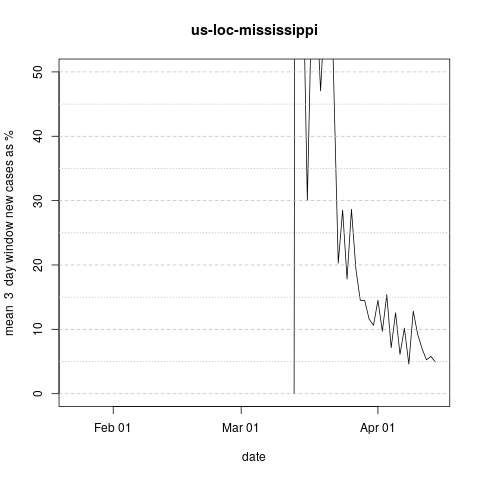 us-loc-mississippi
mean 3 day window new cases as %
50
40
30
20
10
0
Feb 01
Mar 01
Apr 01
date